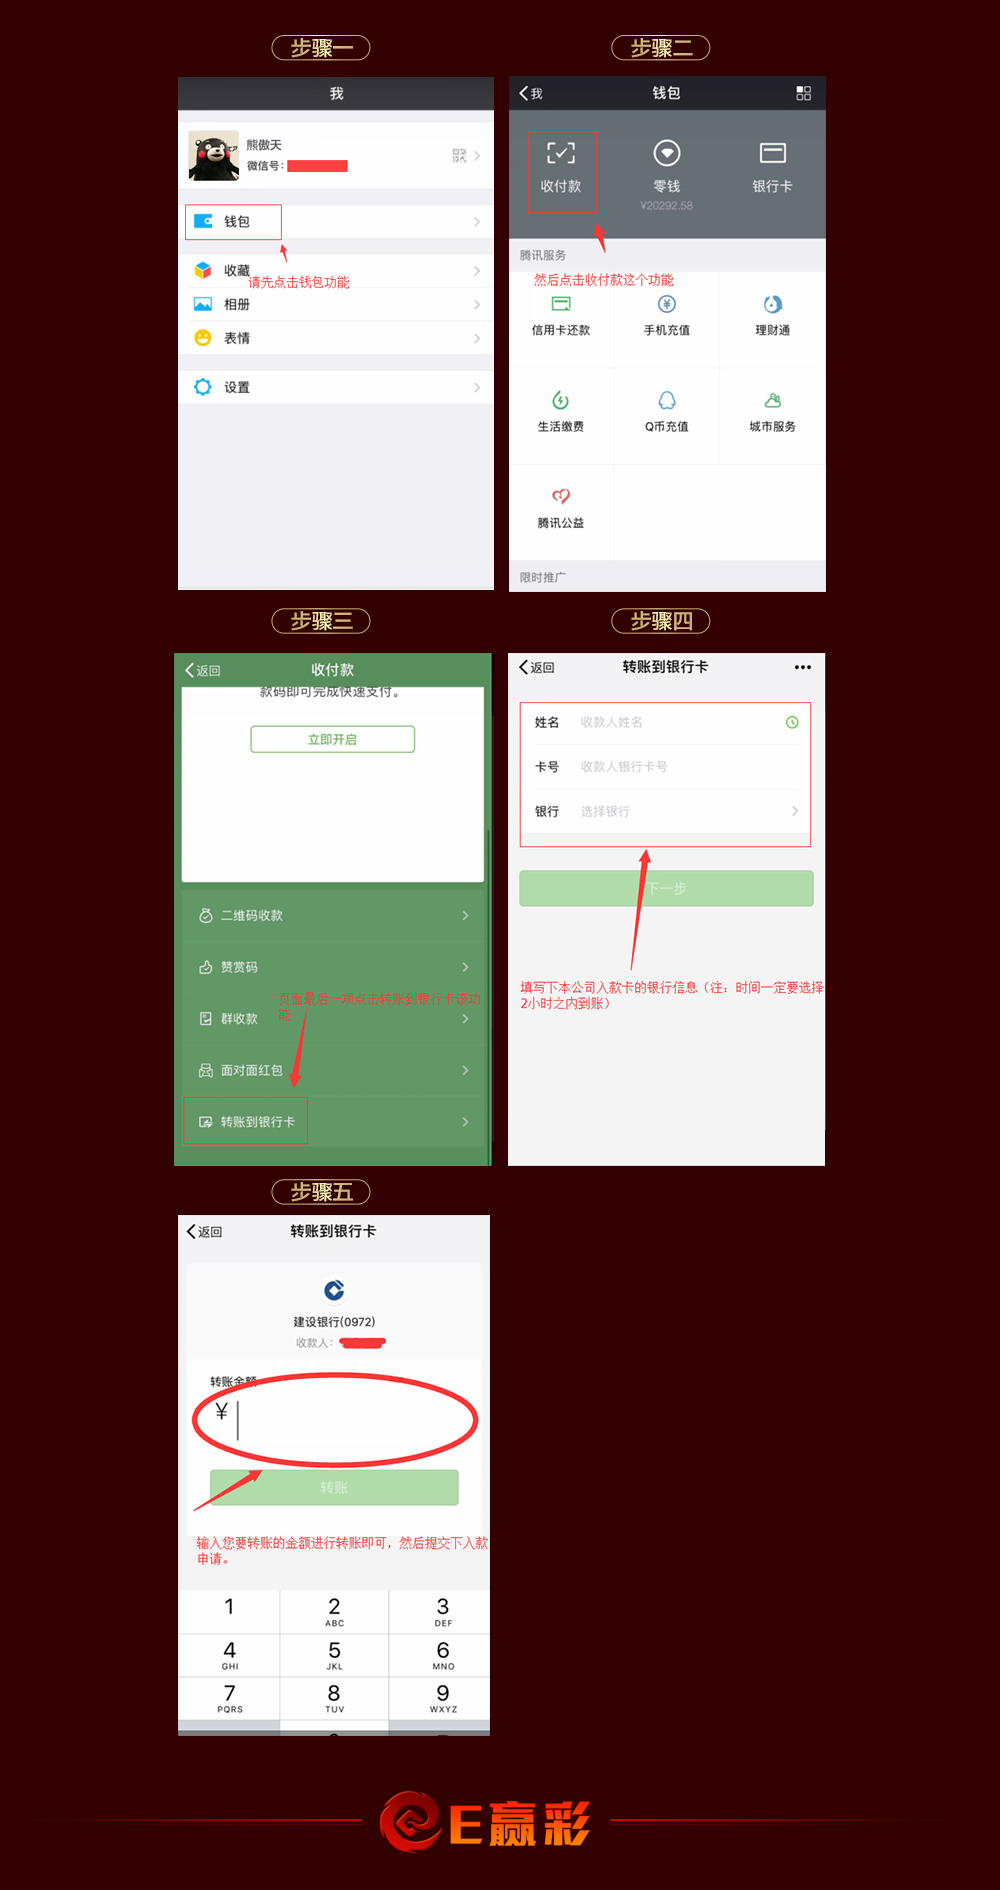 步骤一
我
熊傲天
微信号：
钱包
收藏
请先点击钱包功能
相册
表情
设置
步骤二
我
钱包
收付款
零钱
银行卡
¥20292.58
腾讯服务
然后点击收付款这个功能
信用卡还款
手机充值
理财通
生活缴费
Q币充值
城市服务
腾讯公益
限时推广
步骤三
返回
收付款
款码即可完成快速支付。
立即开启
二维码收款
赞赏码
页面最后一项点击转账到银行卡该功
能
群收款
面对面红包
转账到银行卡
步骤四
返回
转账到银行卡
姓名
收款人姓名
卡号
收款人银行卡号
银行
选择银行
下一步
填写下本公司入款卡的银行信息（注：时间一定要选择
2小时之内到账）
步骤五
返回
转账到银行卡
建设银行(0972)
收款人：
转账金额
¥
转账
输入您要转账的金额进行转账即可，然后提交下入款
申请。
1
2
3
ABC
DEF
4
5
6
GHI
JKL
MNO
7
8
9
PQRS
TUV
WXYZ
E赢彩